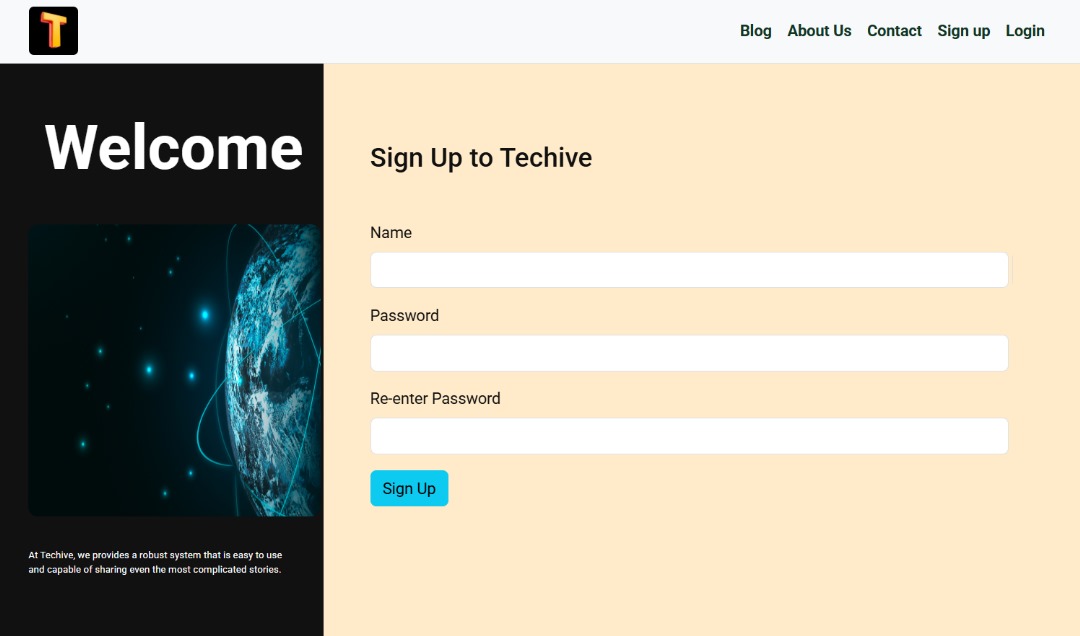 T
Blog About Us Contact Sign up Login
Welcome
At Techive, we provides a robust system that is easy to use
and capable of sharing even the most complicated stories.
Sign Up to Techive
Name
Password
Re-enter Password
Sign Up